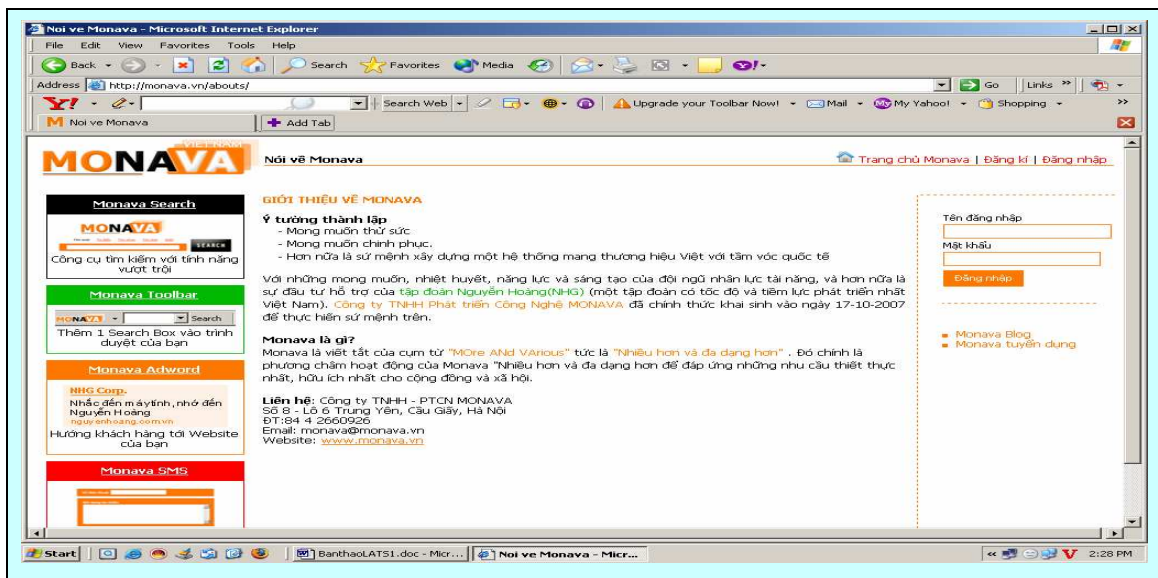 Noi ve Monava - Microsoft Internet Explorer
File Edit View Favorites Tools Help
Back Search Favorites Media
Address http://monava.vn/abouts/ Go Links »
Y! Search Web Upgrade your Toolbar Now! Mail My Yahoo! Shopping »
M Noi ve Monava Add Tab
VIET NAM
MONAVA
Nói về Monava
Trang chủ Monava | Đăng kí | Đăng nhập
Monava Search
MONAVA
SEARCH
Công cụ tìm kiếm với tính năng
vượt trội
Monava Toolbar
MONAVA Search
Thêm 1 Search Box vào trình
duyệt của bạn
Monava Adword
NHG Corp.
Nhắc đến máy tính, nhớ đến
Nguyễn Hoàng
nguyenhoang.com.vn
Hướng khách hàng tới Website
của bạn
Monava SMS
GIỚI THIỆU VỀ MONAVA
Ý tưởng thành lập
- Mong muốn thử sức
- Mong muốn chinh phục.
- Hơn nữa là sứ mệnh xây dựng một hệ thống mang thương hiệu Việt với tầm vóc quốc tế
Với những mong muốn, nhiệt huyết, năng lực và sáng tạo của đội ngũ nhân lực tài năng, và hơn nữa là
sự đầu tư hỗ trợ của tập đoàn Nguyễn Hoàng(NHG) (một tập đoàn có tốc độ và tiềm lực phát triển nhất
Việt Nam). Công ty TNHH Phát triển Công Nghệ MONAVA đã chính thức khai sinh vào ngày 17-10-2007
để thực hiện sứ mệnh trên.
Monava là gì?
Monava là viết tắt của cụm từ "MOre ANd VArious" tức là "Nhiều hơn và đa dạng hơn" . Đó chính là
phương châm hoạt động của Monava "Nhiều hơn và đa dạng hơn để đáp ứng những nhu cầu thiết thực
nhất, hữu ích nhất cho cộng đồng và xã hội.
Liên hệ: Công ty TNHH - PTCN MONAVA
Số 8 - Lô 6 Trung Yên, Cầu Giấy, Hà Nội
ĐT:84 4 2660926
Email: monava@monava.vn
Website: www.monava.vn
Tên đăng nhập
Mật khẩu
Đăng nhập
Monava Blog
Monava tuyển dụng
Start BanthaoLATS1.doc - Micr... Noi ve Monava - Micr... « 2:28 PM